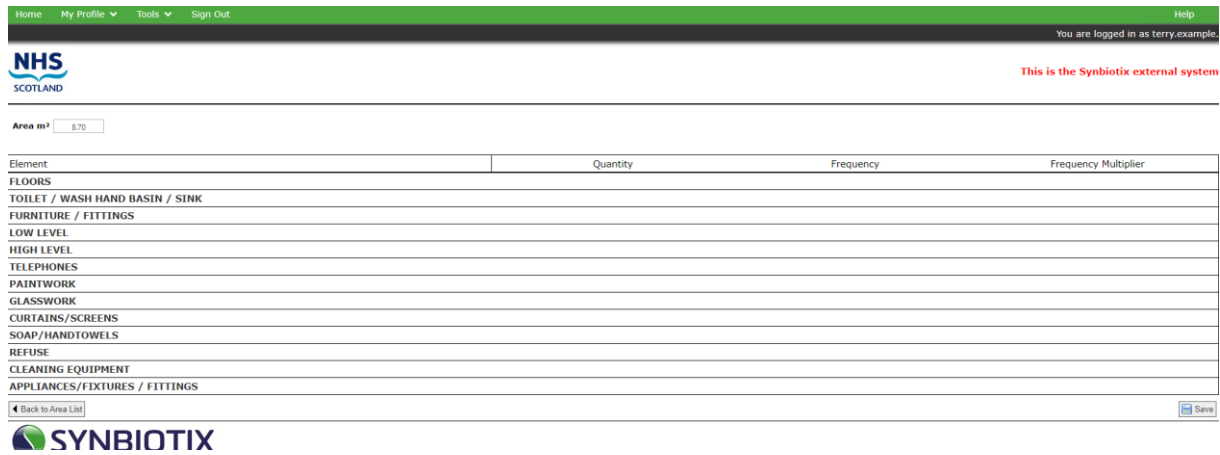 Home My Profile Tools Sign Out Help
You are logged in as terry.example.
NHS
SCOTLAND
This is the Synbiotix external system
Area m² 8.70
Element Quantity Frequency Frequency Multiplier
FLOORS
TOILET / WASH HAND BASIN / SINK
FURNITURE / FITTINGS
LOW LEVEL
HIGH LEVEL
TELEPHONES
PAINTWORK
GLASSWORK
CURTAINS/SCREENS
SOAP/HANDTOWELS
REFUSE
CLEANING EQUIPMENT
APPLIANCES/FIXTURES / FITTINGS
Back to Area List Save
SYNBIOTIX